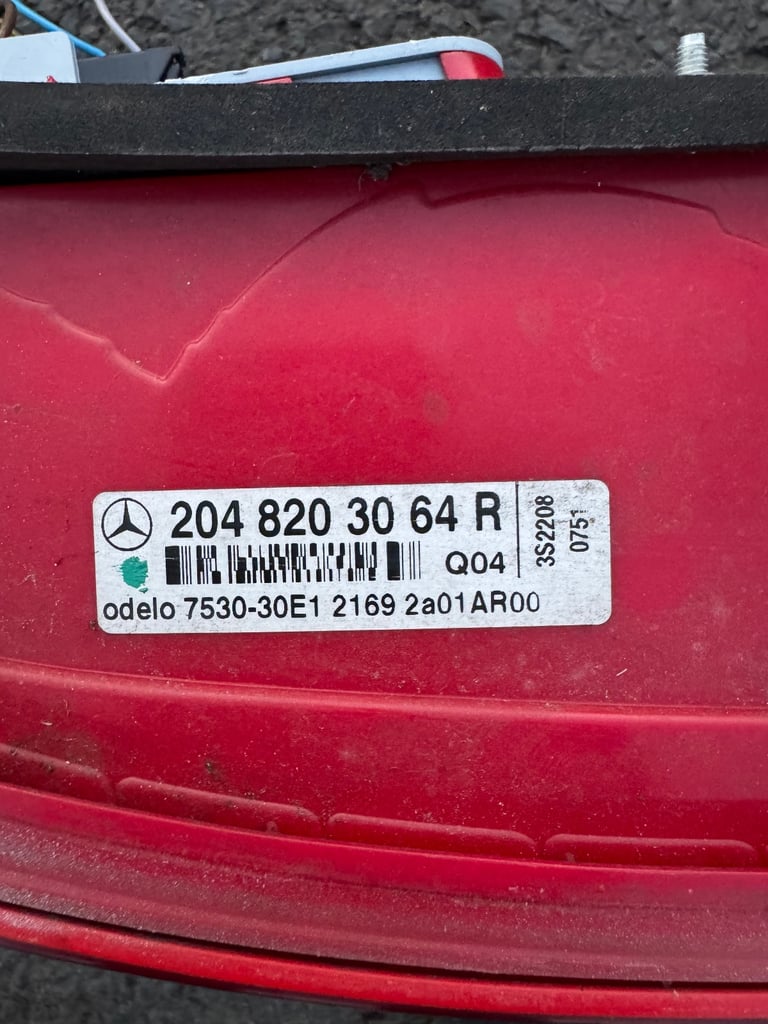 204 820 30 64 R
Q04
odelo 7530-30E1 2169 2a01AR00
3S2208
0751